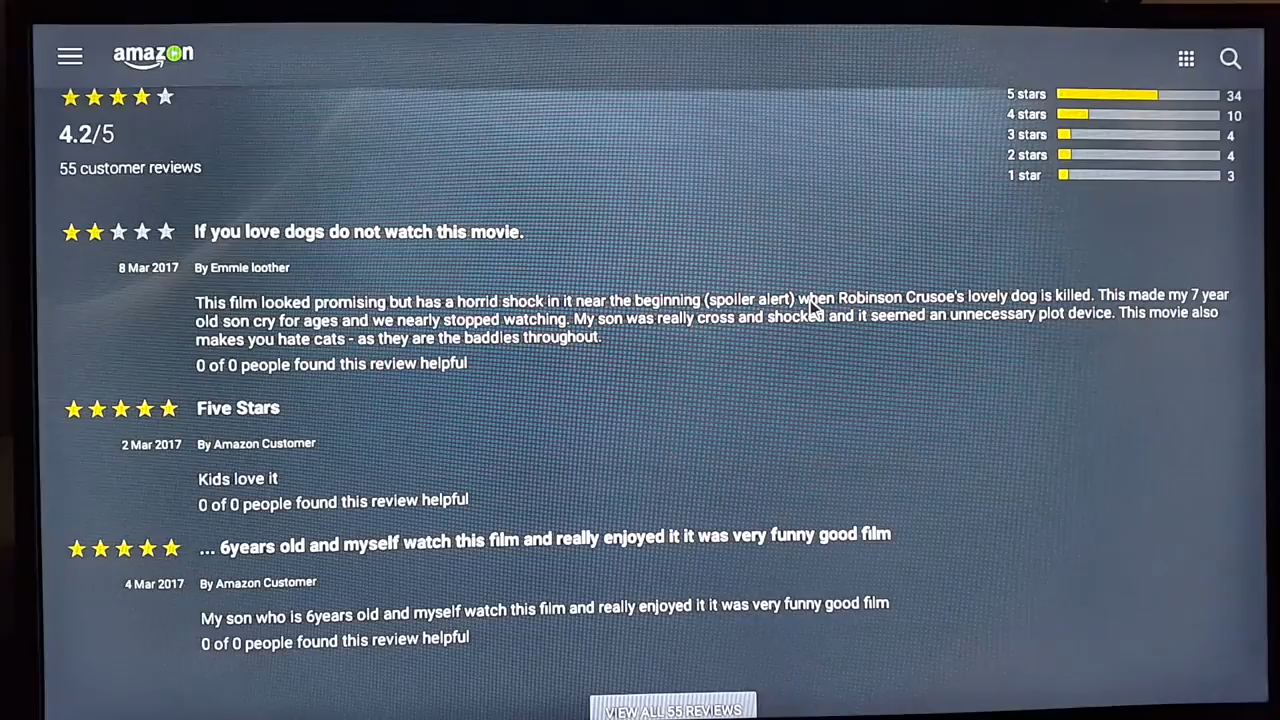 amazon
4.2/5
55 customer reviews
5 stars 34
4 stars 10
3 stars 4
2 stars 4
1 star 3
If you love dogs do not watch this movie.
8 Mar 2017 By Emmie loother
This film looked promising but has a horrid shock in it near the beginning (spoiler alert) when Robinson Crusoe's lovely dog is killed. This made my 7 year
old son cry for ages and we nearly stopped watching. My son was really cross and shocked and it seemed an unnecessary plot device. This movie also
makes you hate cats - as they are the baddies throughout.
0 of 0 people found this review helpful
Five Stars
2 Mar 2017 By Amazon Customer
Kids love it
0 of 0 people found this review helpful
... 6years old and myself watch this film and really enjoyed it it was very funny good film
4 Mar 2017 By Amazon Customer
My son who is 6years old and myself watch this film and really enjoyed it it was very funny good film
0 of 0 people found this review helpful
VIEW ALL 55 REVIEWS